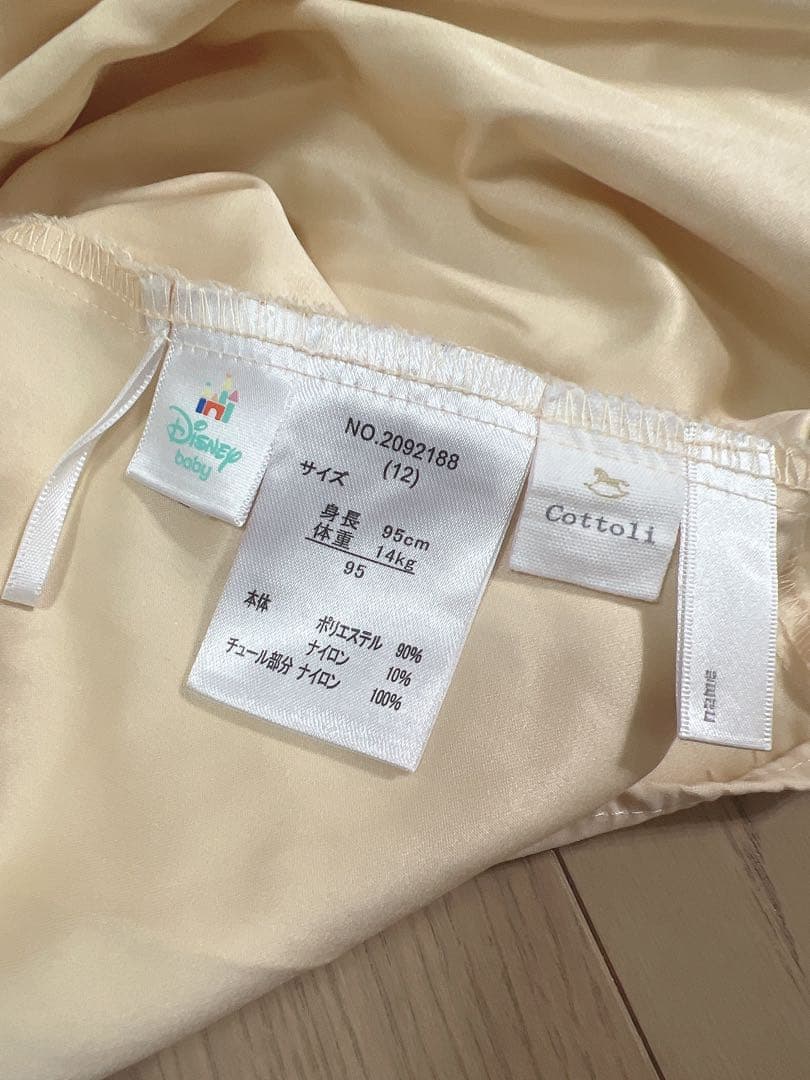 Disney
baby
NO.2092188
サイズ (12)
身長 95cm
体重 14kg
95
本体 ポリエステル 90%
ナイロン 10%
チュール部分 ナイロン 100%
Cottoli
name